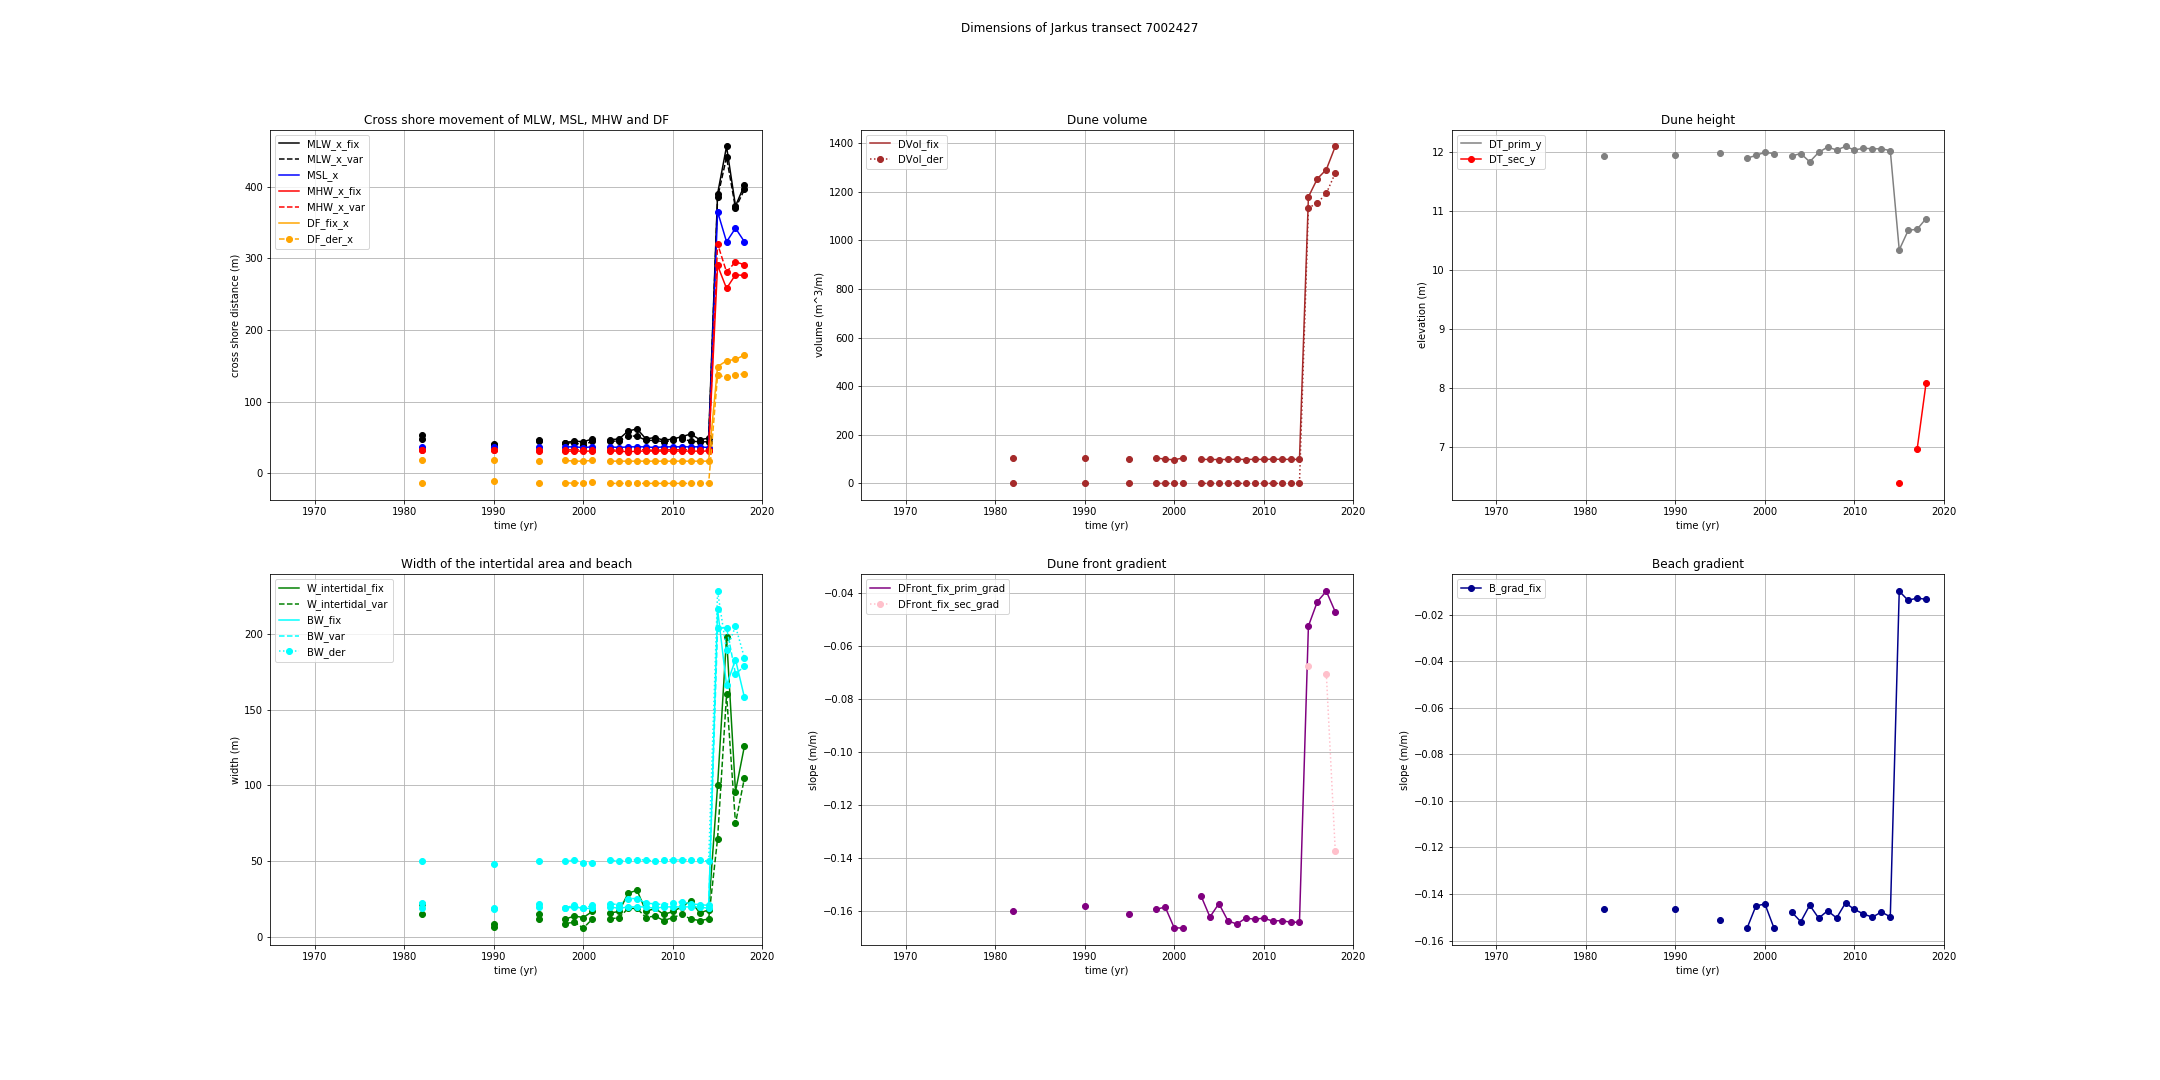 Dimensions of Jarkus transect 7002427
Cross shore movement of MLW, MSL, MHW and DF
MLW_x_fix
MLW_x_var
MSL_x
MHW_x_fix
MHW_x_var
DF_fix_x
DF_der_x
cross shore distance (m)
400
300
200
100
0
1970 1980 1990 2000 2010 2020
time (yr)
Dune volume
DVol_fix
DVol_der
volume (m^3/m)
1400
1200
1000
800
600
400
200
0
1970 1980 1990 2000 2010 2020
time (yr)
Dune height
DT_prim_y
DT_sec_y
elevation (m)
12
11
10
9
8
7
1970 1980 1990 2000 2010 2020
time (yr)
Width of the intertidal area and beach
W_intertidal_fix
W_intertidal_var
BW_fix
BW_var
BW_der
width (m)
200
150
100
50
0
1970 1980 1990 2000 2010 2020
time (yr)
Dune front gradient
DFront_fix_prim_grad
DFront_fix_sec_grad
slope (m/m)
−0.04
−0.06
−0.08
−0.10
−0.12
−0.14
−0.16
1970 1980 1990 2000 2010 2020
time (yr)
Beach gradient
B_grad_fix
slope (m/m)
−0.02
−0.04
−0.06
−0.08
−0.10
−0.12
−0.14
−0.16
1970 1980 1990 2000 2010 2020
time (yr)